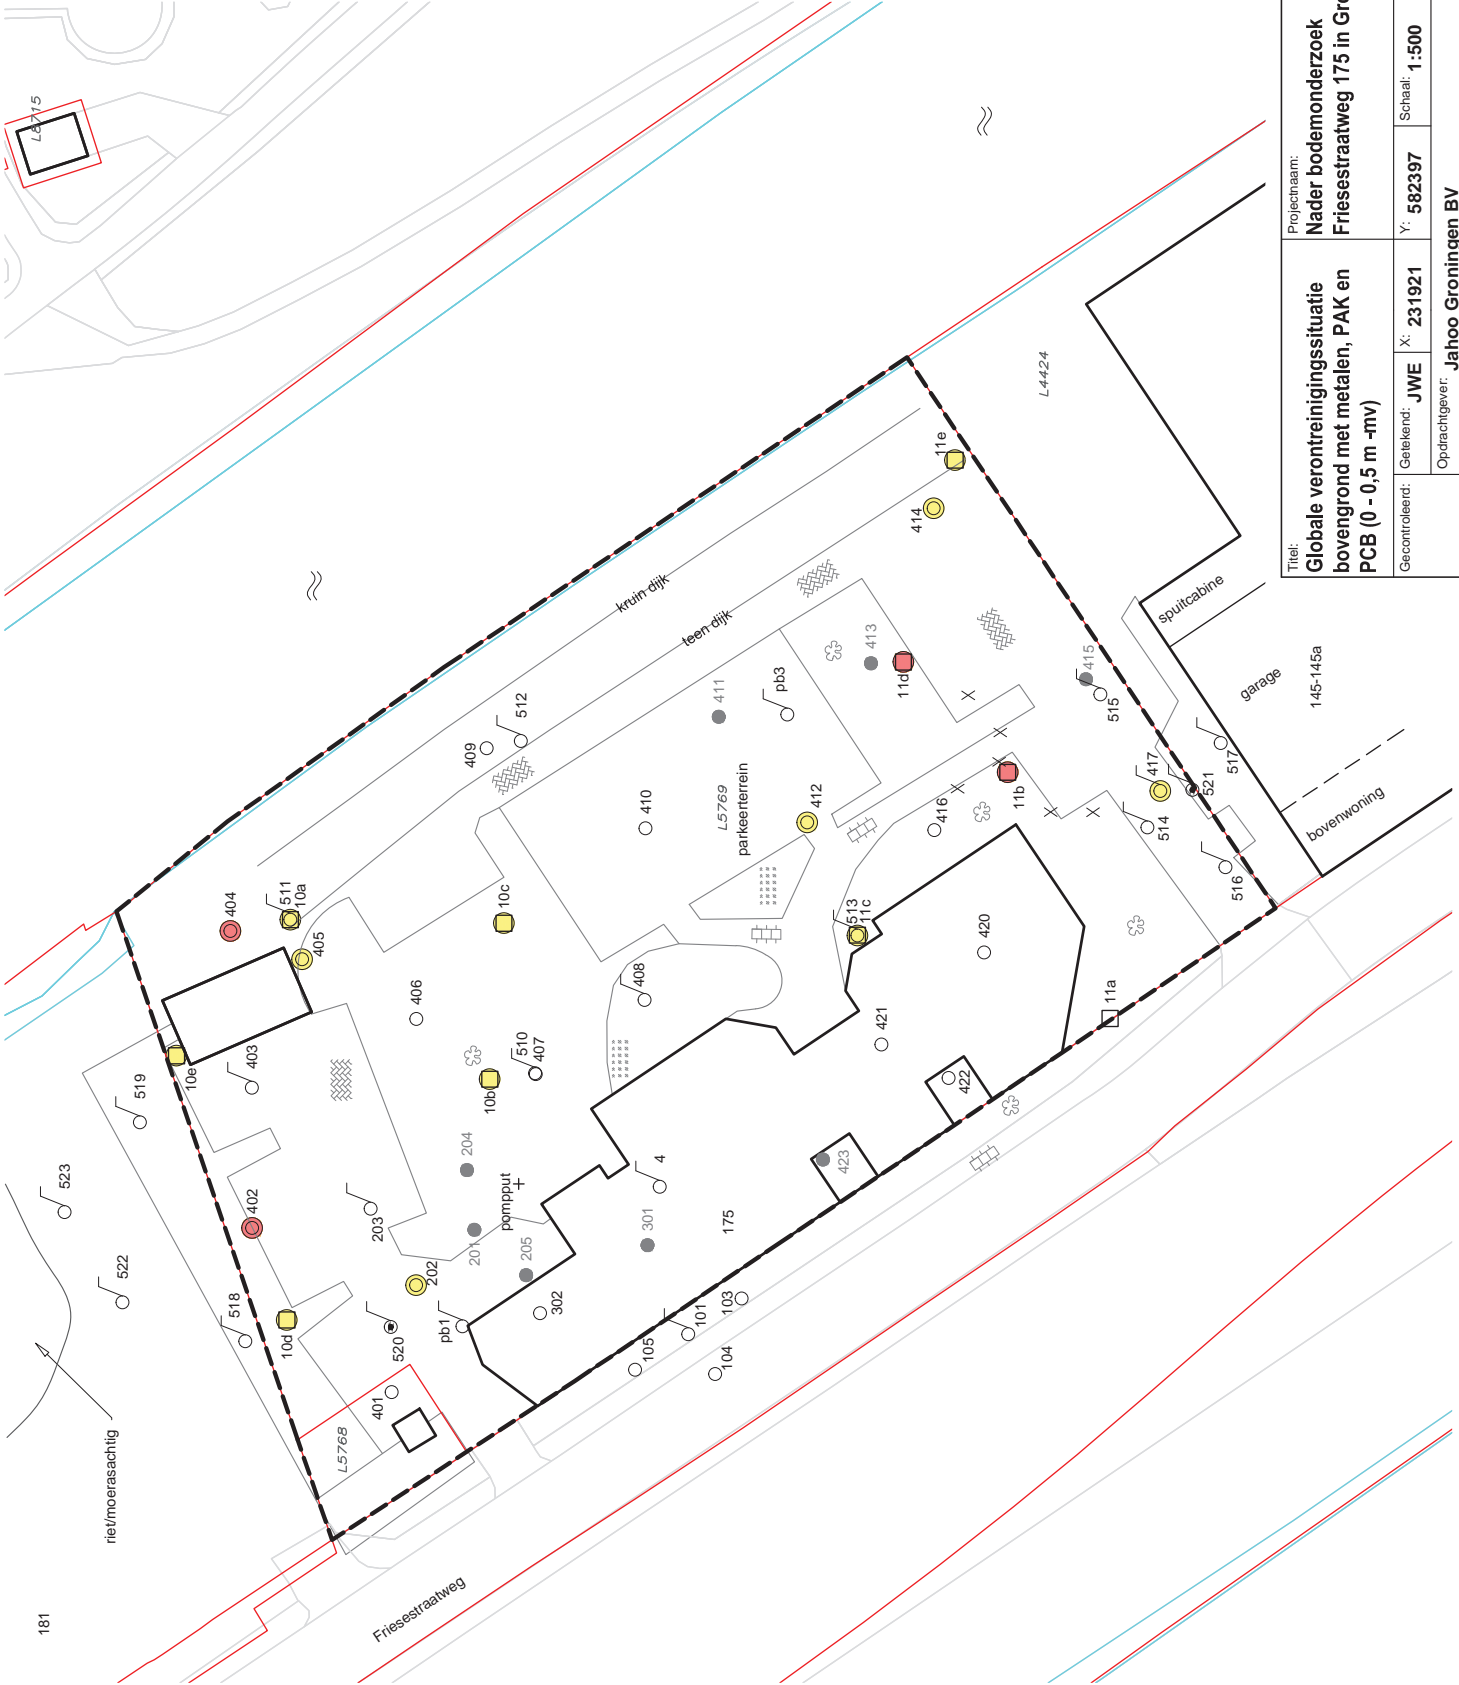 181
riet/moerasachtig
L8715
523
522
519
518
10e
403
402
404
511
10a
405
10d
203
202
520
pb1
401
L5768
406
10c
10b
510
407
204
201
205
pompput
302
4
301
175
105
101
103
104
408
409
512
410
kruin dijk
teen dijk
411
pb3
L5769
parkeerterrein
412
413
11d
414
11e
L4424
513
11c
416
11b
420
421
422
423
11a
415
515
417
514
521
517
516
spuitcabine
garage
145-145a
bovenwoning
Friesestraatweg
Titel:
Globale verontreinigingssituatie
bovengrond met metalen, PAK en
PCB (0 - 0,5 m -mv)
Projectnaam:
Nader bodemonderzoek
Friesestraatweg 175 in Gro
Gecontroleerd: Getekend: JWE X: 231921 Y: 582397 Schaal: 1:500
Opdrachtgever: Jahoo Groningen BV